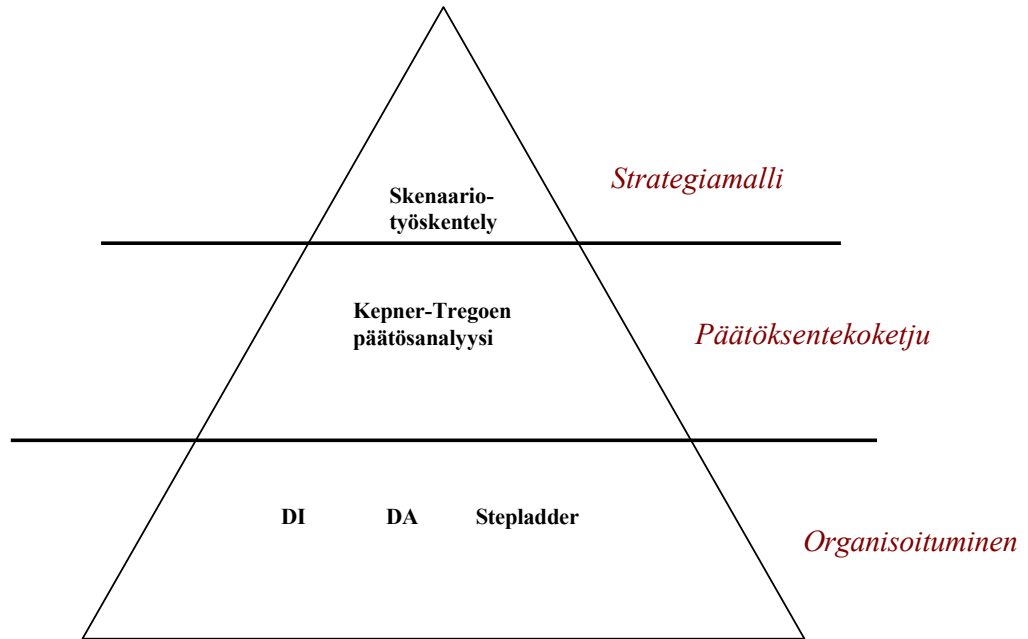 Strategiamalli
Skenaario-
työskentely
Kepner-Tregoen
päätösanalyysi
Päätöksentekoketju
DI DA Stepladder
Organisoituminen